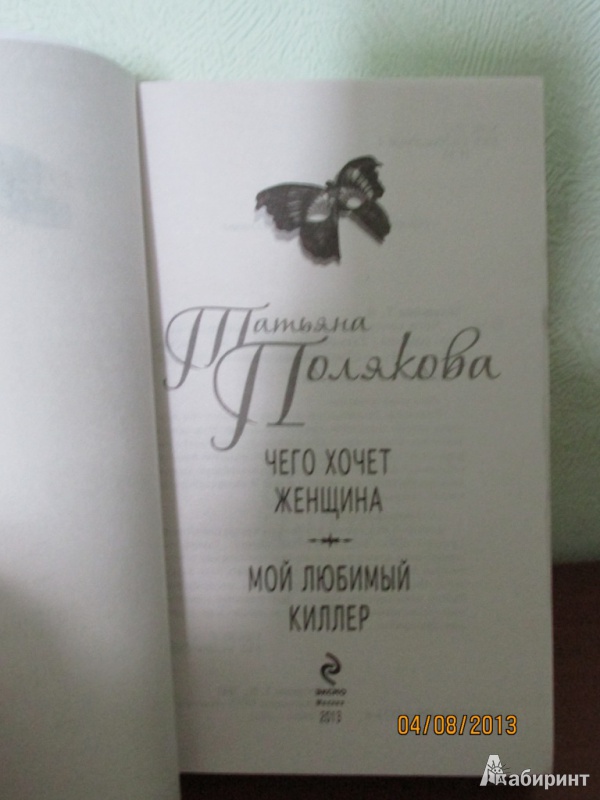 Татьяна
Полякова
ЧЕГО ХОЧЕТ
ЖЕНЩИНА
МОЙ ЛЮБИМЫЙ
КИЛЛЕР
ЭКСМО
Москва
2013
04/08/2013
Лабиринт